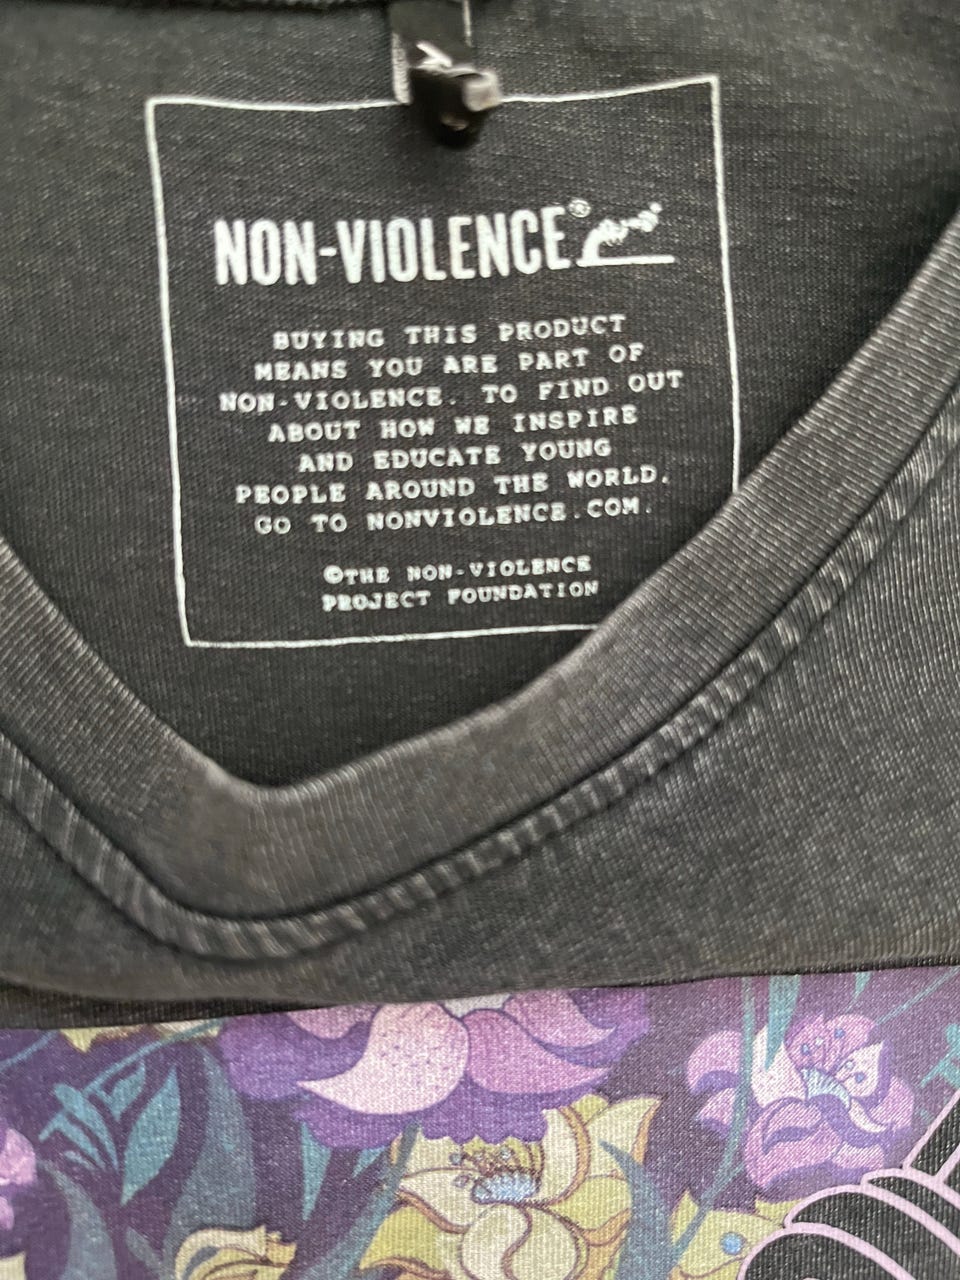 NON-VIOLENCE®
BUYING THIS PRODUCT
MEANS YOU ARE PART OF
NON-VIOLENCE. TO FIND OUT
ABOUT HOW WE INSPIRE
AND EDUCATE YOUNG
PEOPLE AROUND THE WORLD,
GO TO NONVIOLENCE.COM.
©THE NON-VIOLENCE
PROJECT FOUNDATION